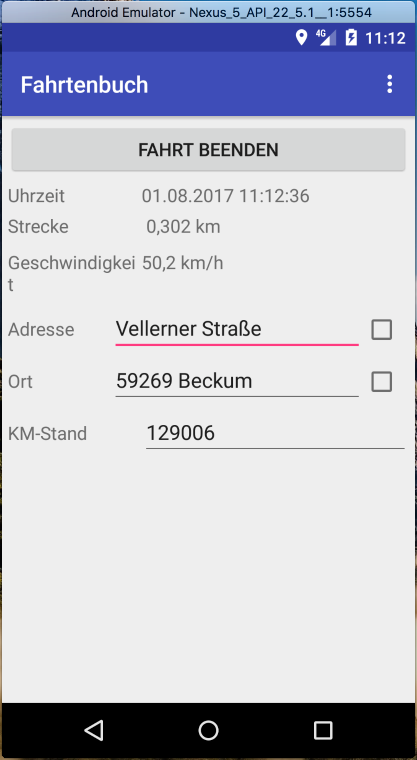 Android Emulator - Nexus_5_API_22_5.1__1:5554
4G 11:12
Fahrtenbuch
FAHRT BEENDEN
Uhrzeit 01.08.2017 11:12:36
Strecke 0,302 km
Geschwindigkei 50,2 km/h
t
Adresse Vellerner Straße
Ort 59269 Beckum
KM-Stand 129006